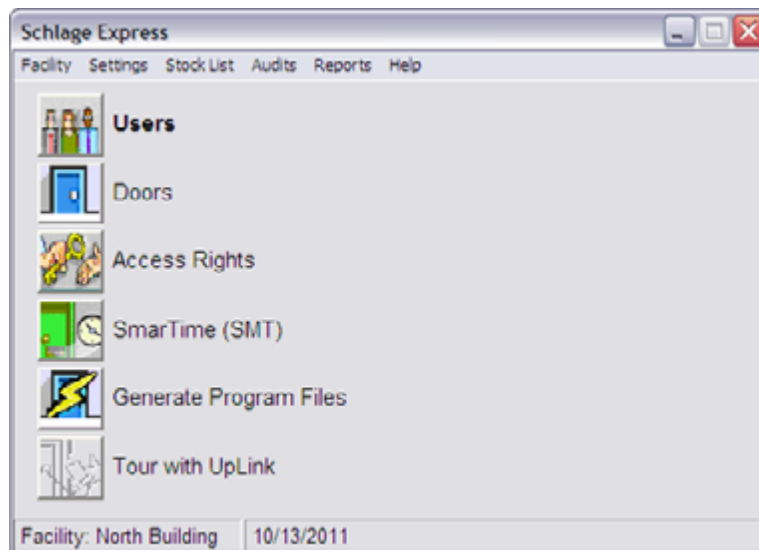 Schlage Express
Facility Settings Stock List Audits Reports Help
Users
Doors
Access Rights
SmarTime (SMT)
Generate Program Files
Tour with UpLink
Facility: North Building 10/13/2011